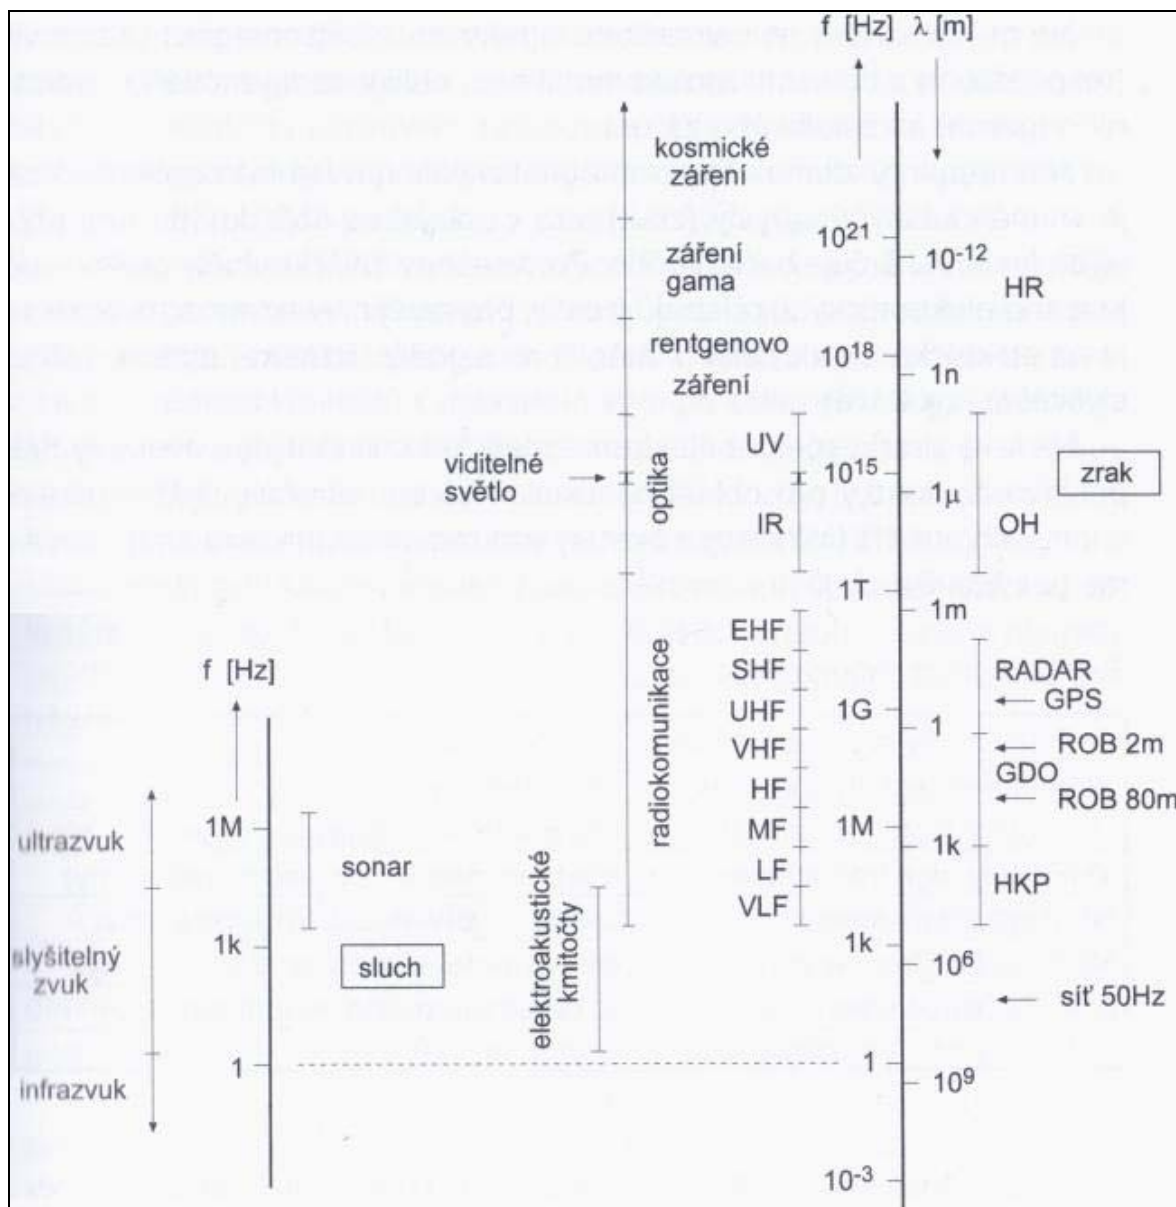 f [Hz] λ [m]
kosmické
záření
10²¹
záření
gama
10⁻¹²
HR
rentgenovo
záření
10¹⁸
1n
UV
viditelné
světlo
optika
10¹⁵
1μ
zrak
IR
OH
1T
1m
EHF
radiokomunikace
SHF
RADAR
f [Hz]
GPS
UHF
1G
1
VHF
ROB 2m
GDO
HF
ROB 80m
1M
MF
1M
ultrazvuk
1k
sonar
LF
HKP
VLF
elektroakustické
kmitočty
1k
1k
slyšitelný
zvuk
sluch
10⁶
síť 50Hz
1
1
10⁹
infrazvuk
10⁻³